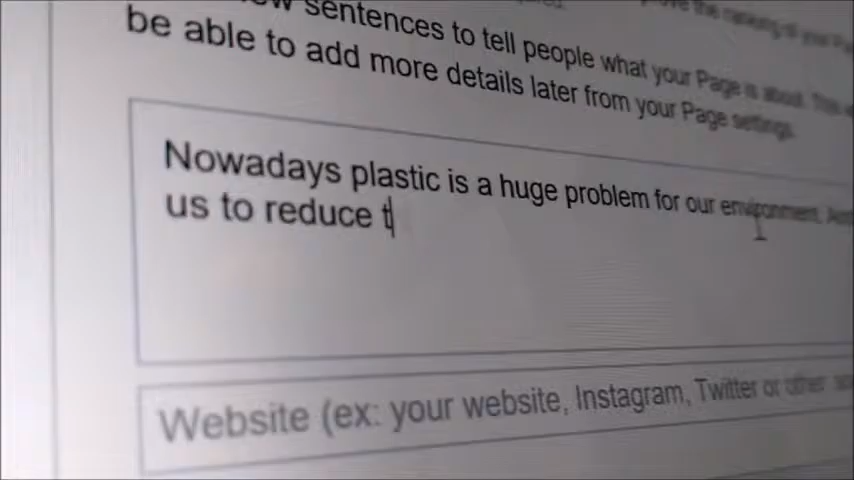 sentences to tell people what your Page is about. This
be able to add more details later from your Page settings.
Nowadays plastic is a huge problem for our environment. And
us to reduce t
Website (ex: your website, Instagram, Twitter or other